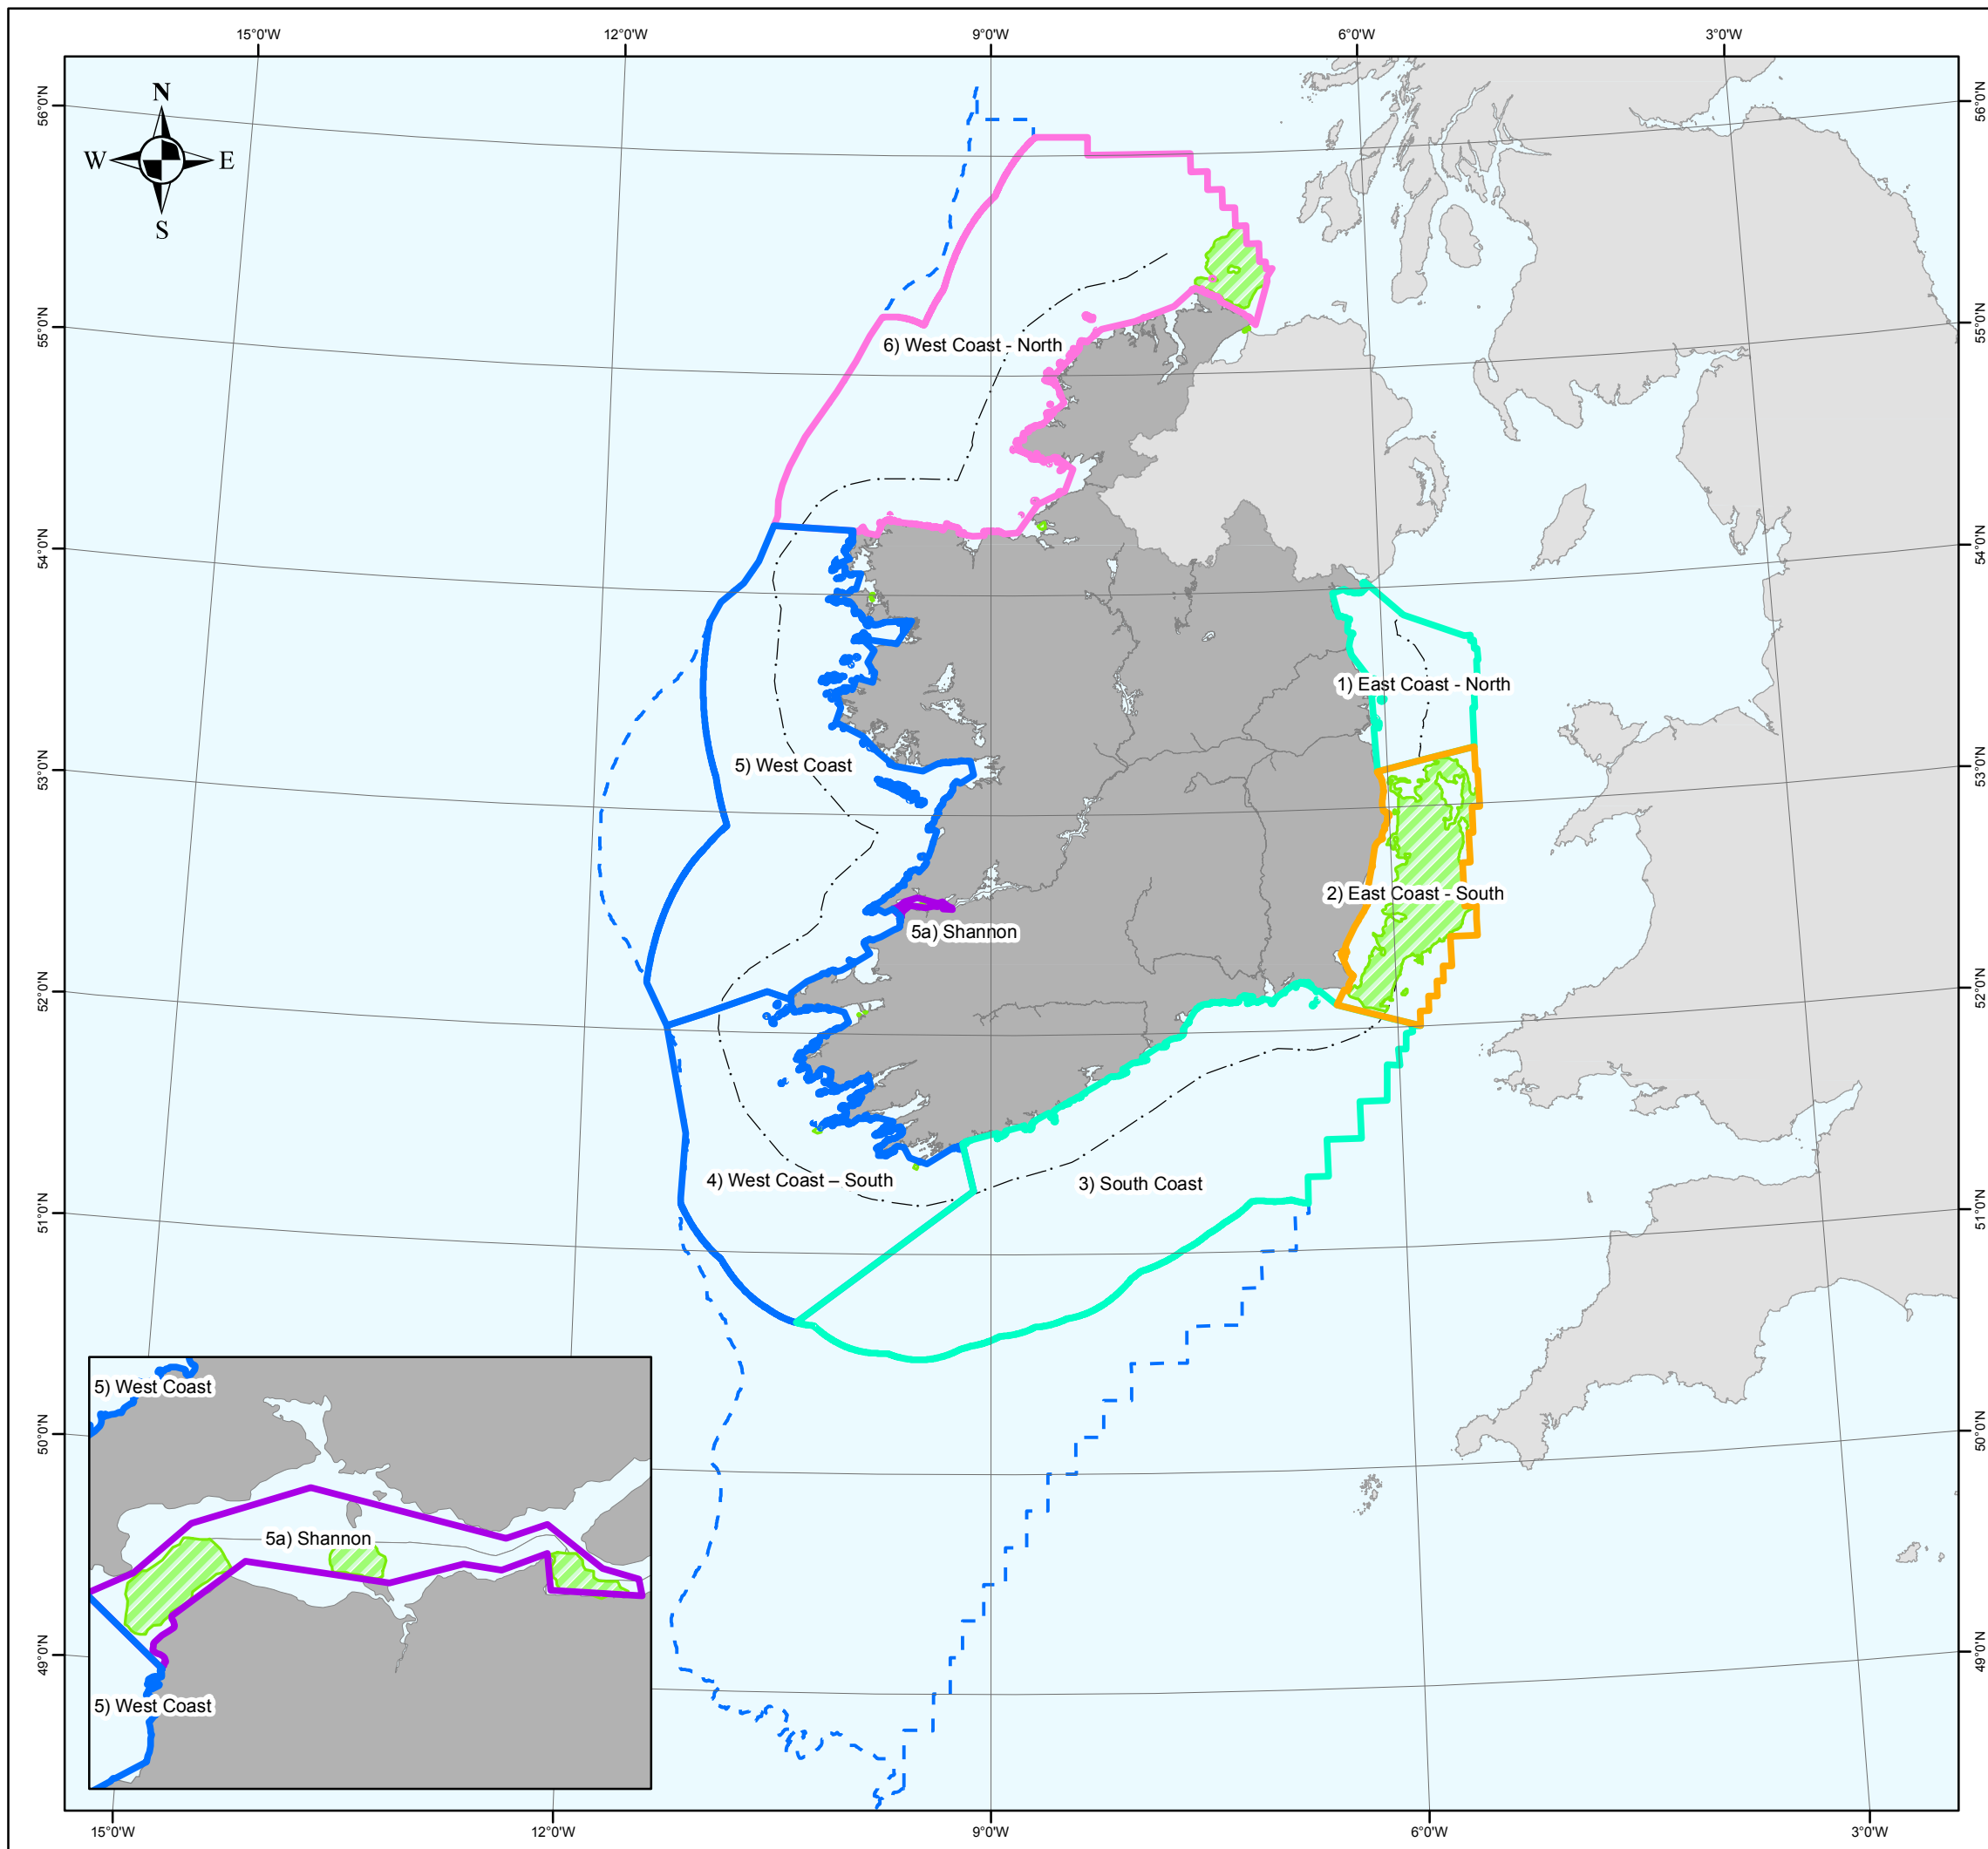 15°0'W 12°0'W 9°0'W 6°0'W 3°0'W
56°0'N 56°0'N
N
W E
S
55°0'N 55°0'N
6) West Coast - North
54°0'N 54°0'N
1) East Coast - North
53°0'N 53°0'N
5) West Coast
2) East Coast - South
5a) Shannon
52°0'N 52°0'N
4) West Coast – South
3) South Coast
51°0'N 51°0'N
5) West Coast
50°0'N 50°0'N
5a) Shannon
49°0'N 49°0'N
5) West Coast
15°0'W 12°0'W 9°0'W 6°0'W 3°0'W